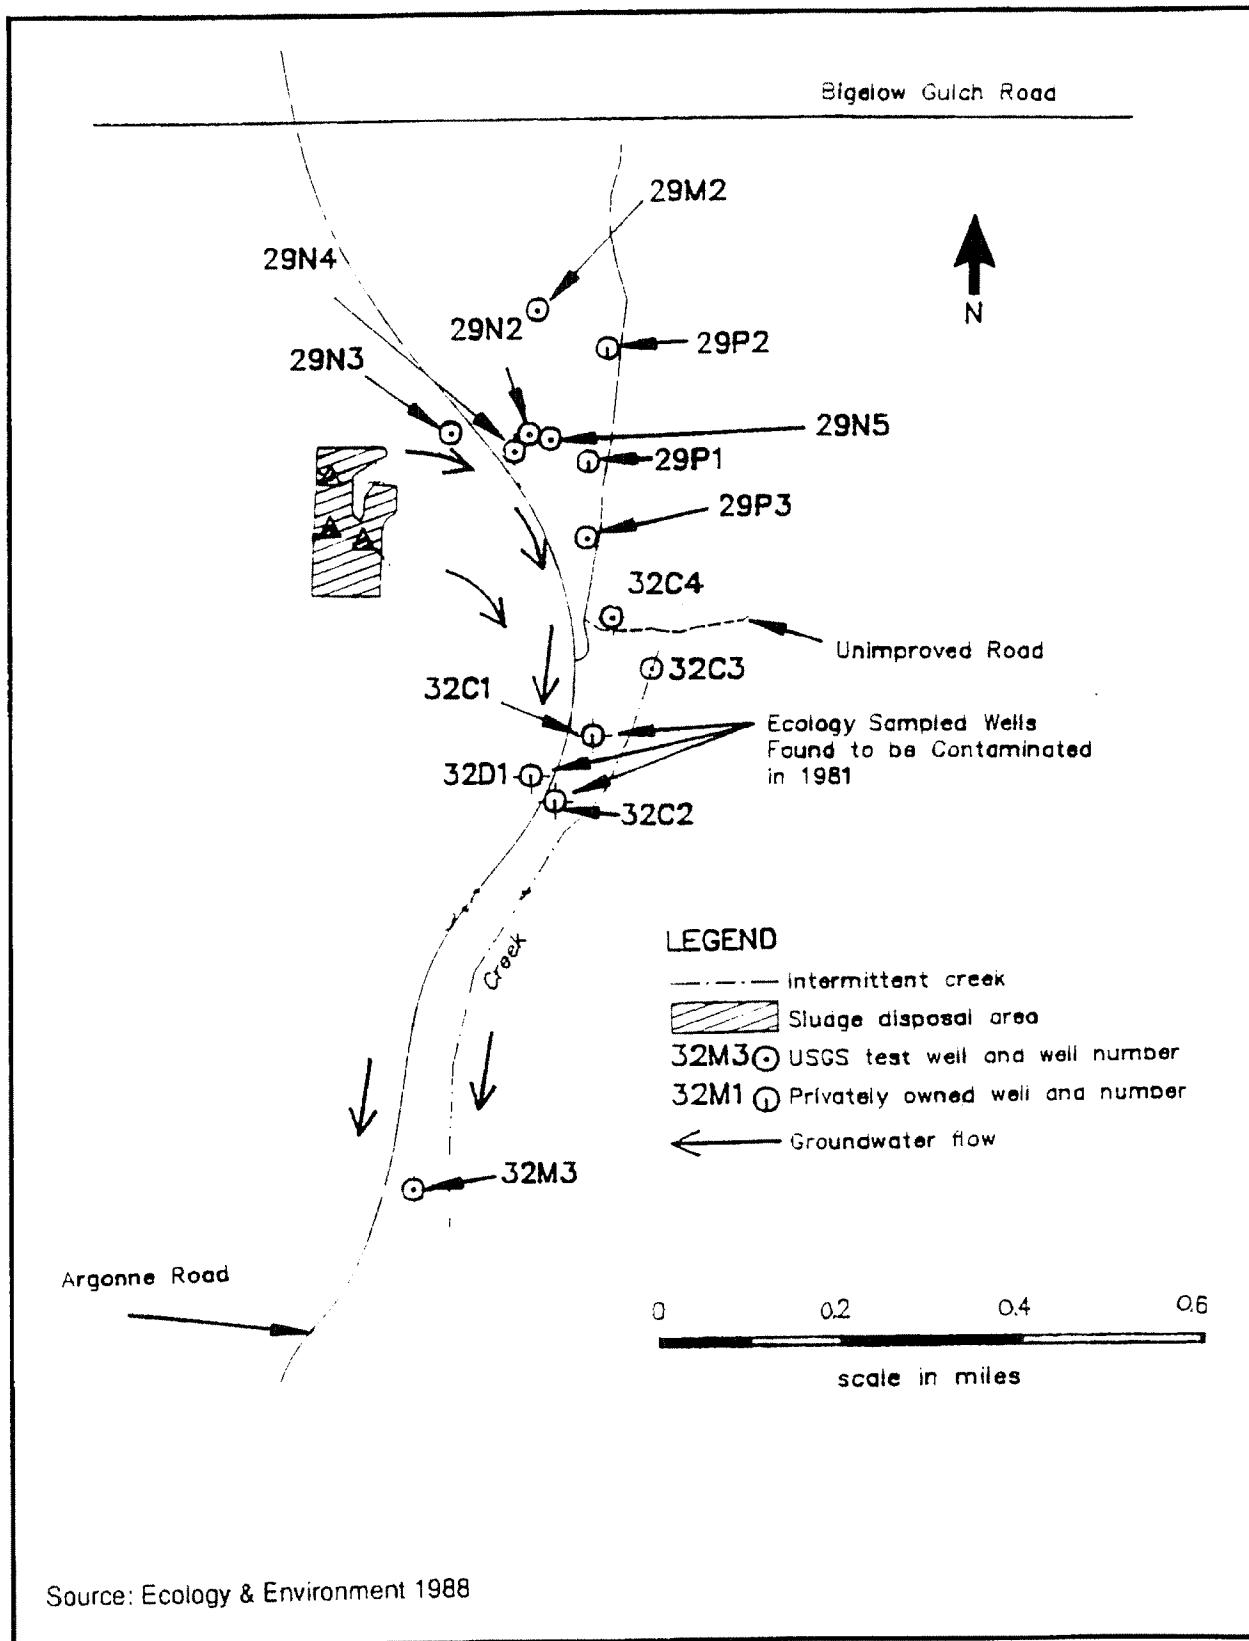 Bigelow Gulch Road
29M2
29N4
N
29N2
29P2
29N3
29N5
29P1
29P3
32C4
Unimproved Road
32C3
32C1
Ecology Sampled Wells
Found to be Contaminated
in 1981
32D1
32C2
Creek
LEGEND
Intermittent creek
Sludge disposal area
32M3 USGS test well and well number
32M1 Privately owned well and number
Groundwater flow
32M3
Argonne Road
0 0.2 0.4 0.6
scale in miles
Source: Ecology & Environment 1988